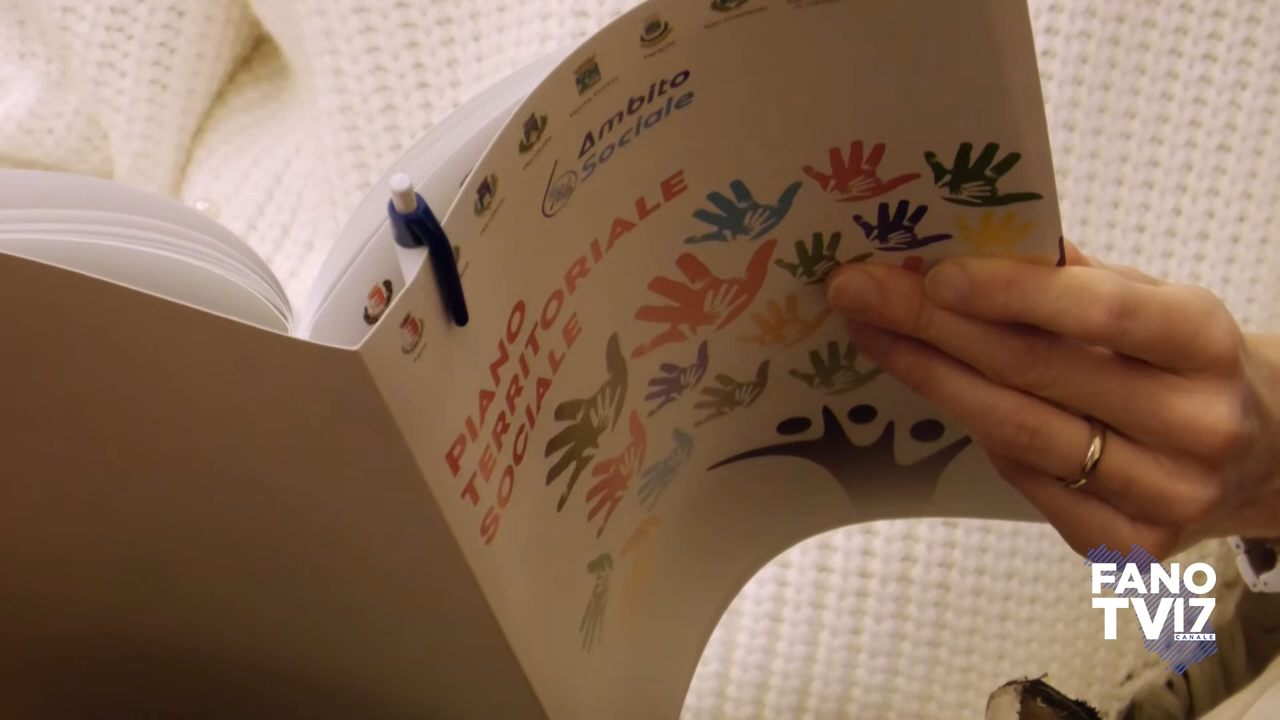 Ambito
Sociale
PIANO
TERRITORIALE
SOCIALE
FANO
TV17
CANALE